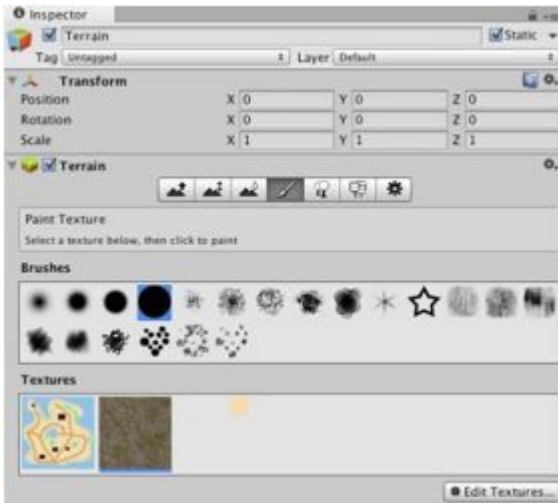 Inspector
Terrain Static
Tag Untagged Layer Default
Transform
Position X 0 Y 0 Z 0
Rotation X 0 Y 0 Z 0
Scale X 1 Y 1 Z 1
Terrain
Paint Texture
Select a texture below, then click to paint
Brushes
Textures
Edit Textures...